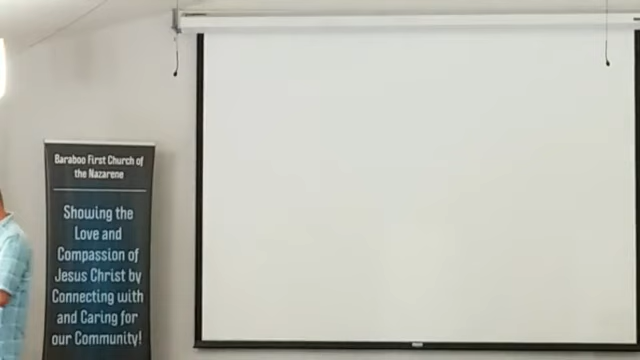 Baraboo First Church of
the Nazarene
Showing the
Love and
Compassion of
Jesus Christ by
Connecting with
and Caring for
our Community!